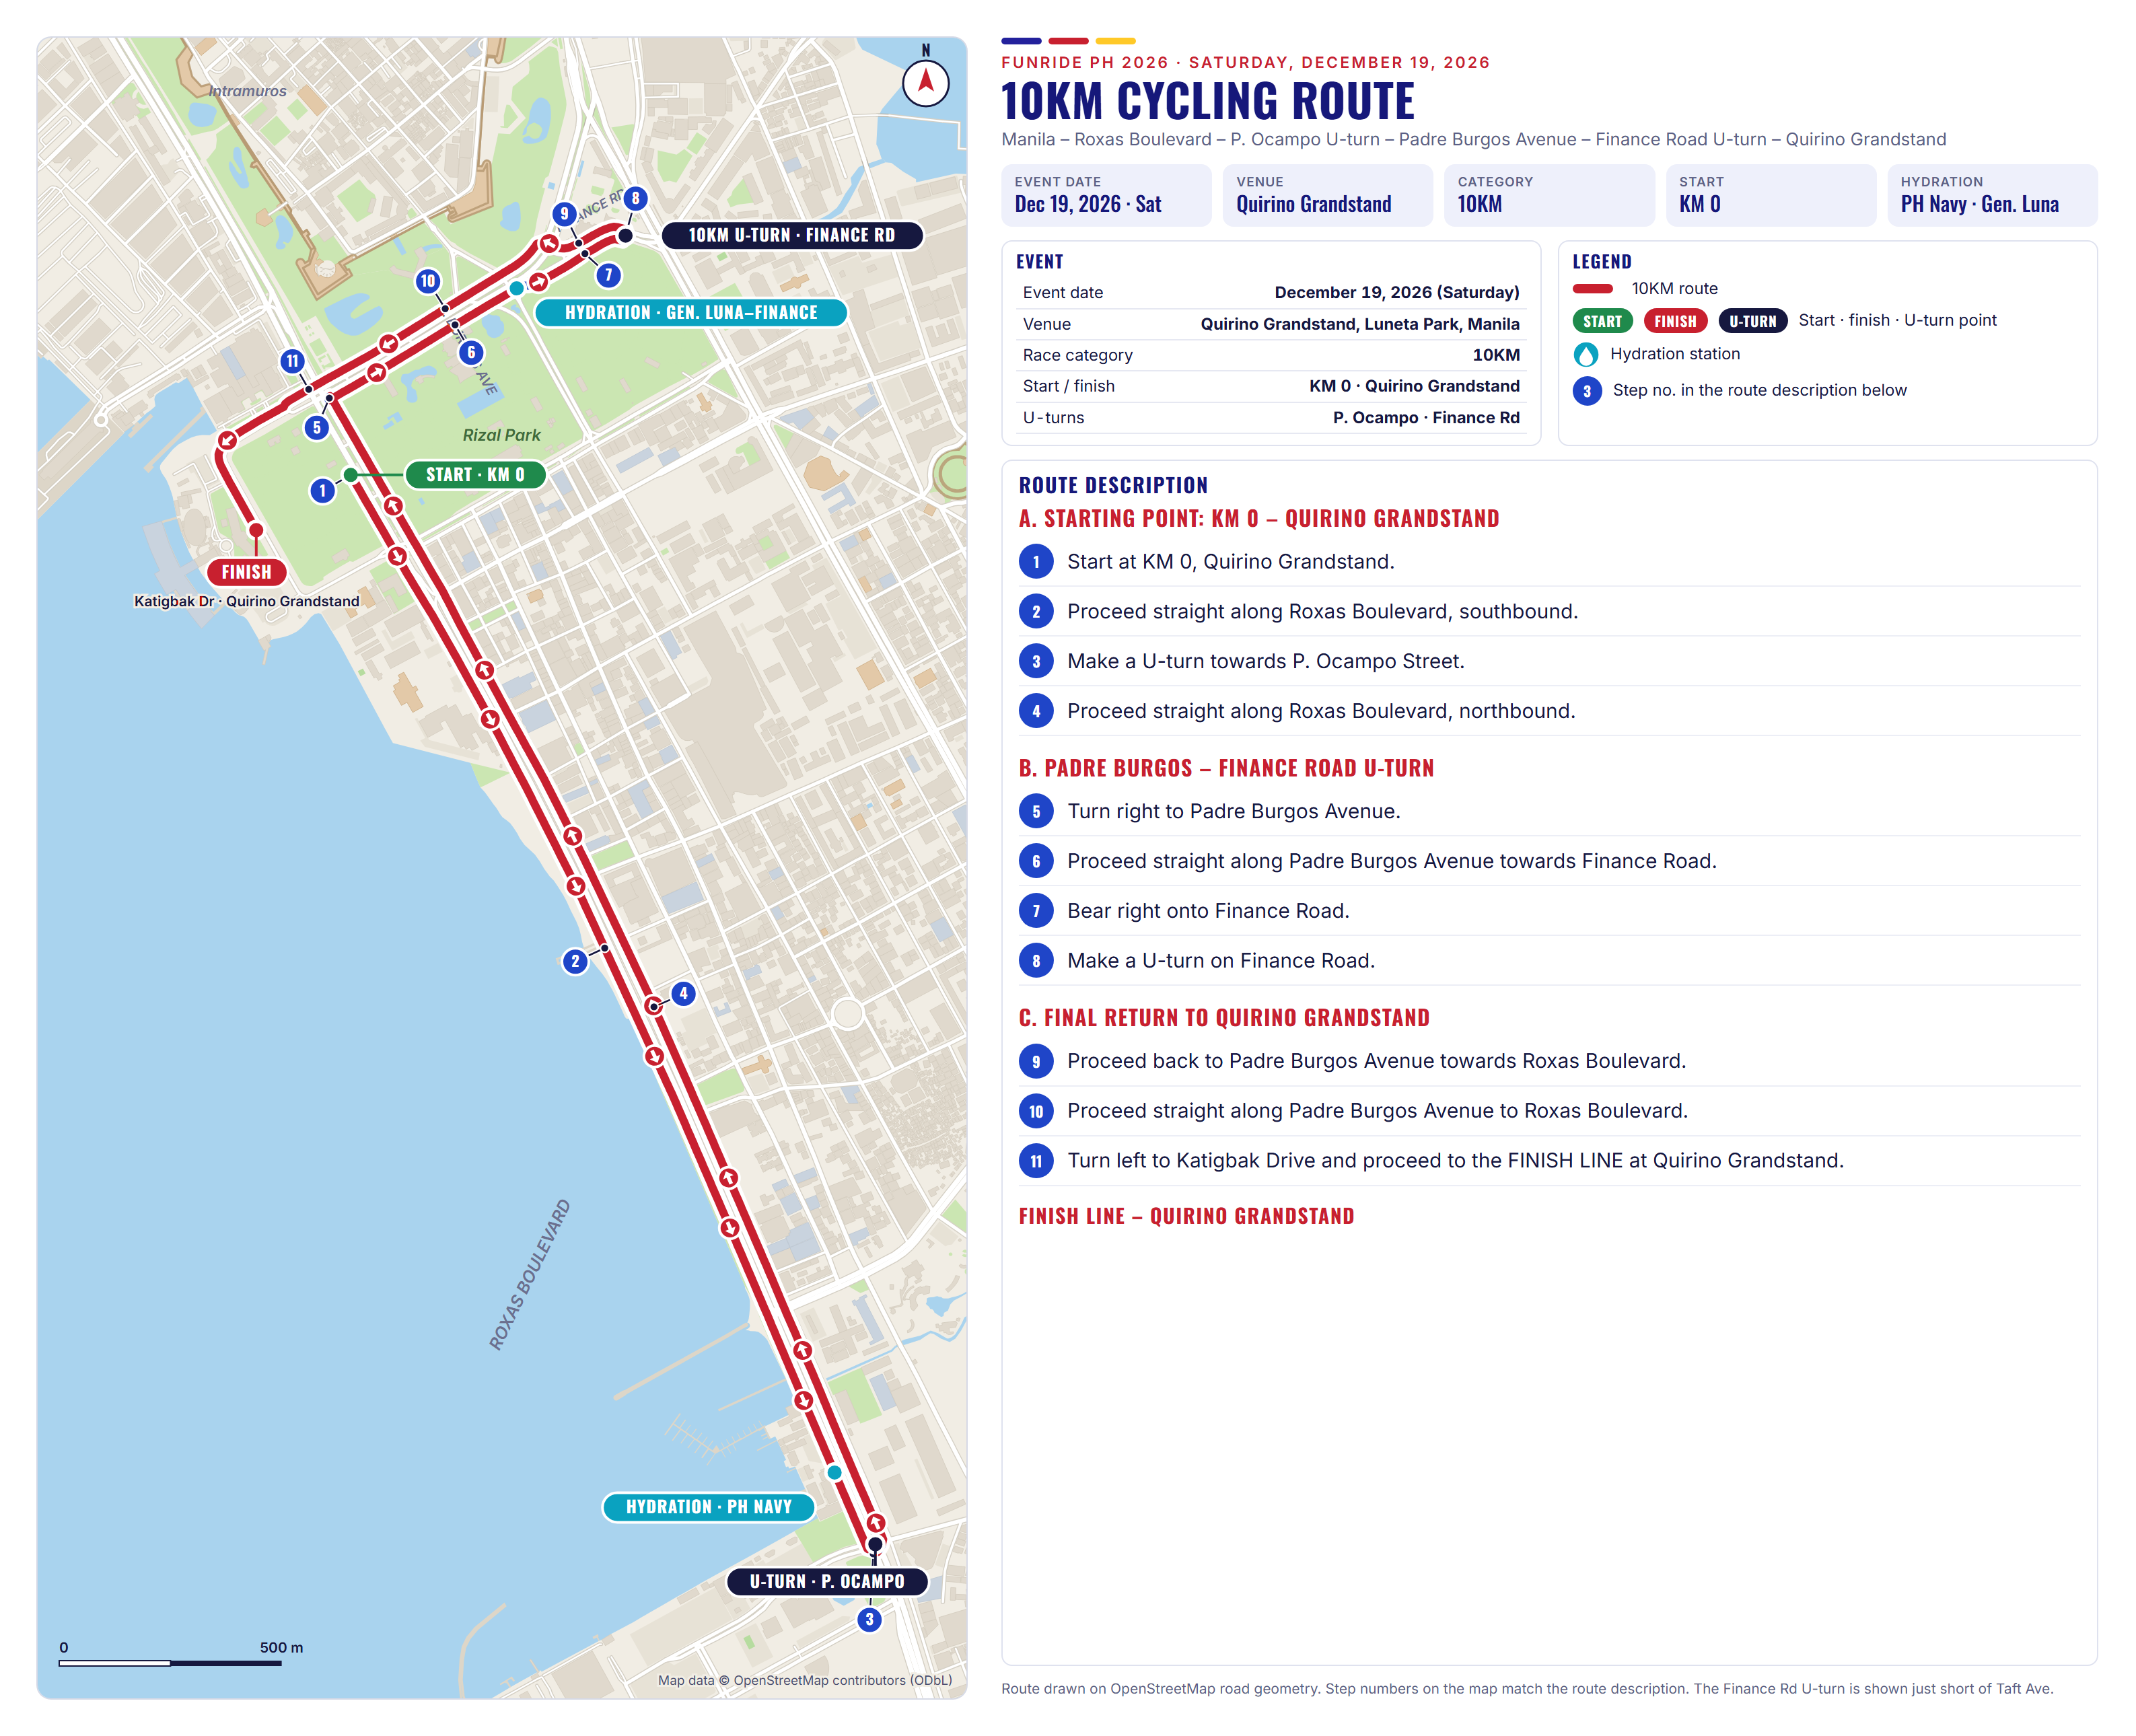 Intramuros
N
ANCE RD
8
9
10KM U-TURN · FINANCE RD
7
10
HYDRATION · GEN. LUNA–FINANCE
6
AVE
11
5
Rizal Park
START · KM 0
1
FINISH
Katigbak Dr · Quirino Grandstand
2
4
ROXAS BOULEVARD
HYDRATION · PH NAVY
U-TURN · P. OCAMPO
3
0 500 m
Map data © OpenStreetMap contributors (ODbL)
FUNRIDE PH 2026 · SATURDAY, DECEMBER 19, 2026
10KM CYCLING ROUTE
Manila – Roxas Boulevard – P. Ocampo U-turn – Padre Burgos Avenue – Finance Road U-turn – Quirino Grandstand
EVENT DATE
Dec 19, 2026 · Sat
VENUE
Quirino Grandstand
CATEGORY
10KM
START
KM 0
HYDRATION
PH Navy · Gen. Luna
EVENT
Event date December 19, 2026 (Saturday)
Venue Quirino Grandstand, Luneta Park, Manila
Race category 10KM
Start / finish KM 0 · Quirino Grandstand
U-turns P. Ocampo · Finance Rd
LEGEND
10KM route
START FINISH U-TURN Start · finish · U-turn point
Hydration station
3 Step no. in the route description below
ROUTE DESCRIPTION
A. STARTING POINT: KM 0 – QUIRINO GRANDSTAND
1 Start at KM 0, Quirino Grandstand.
2 Proceed straight along Roxas Boulevard, southbound.
3 Make a U-turn towards P. Ocampo Street.
4 Proceed straight along Roxas Boulevard, northbound.
B. PADRE BURGOS – FINANCE ROAD U-TURN
5 Turn right to Padre Burgos Avenue.
6 Proceed straight along Padre Burgos Avenue towards Finance Road.
7 Bear right onto Finance Road.
8 Make a U-turn on Finance Road.
C. FINAL RETURN TO QUIRINO GRANDSTAND
9 Proceed back to Padre Burgos Avenue towards Roxas Boulevard.
10 Proceed straight along Padre Burgos Avenue to Roxas Boulevard.
11 Turn left to Katigbak Drive and proceed to the FINISH LINE at Quirino Grandstand.
FINISH LINE – QUIRINO GRANDSTAND
Route drawn on OpenStreetMap road geometry. Step numbers on the map match the route description. The Finance Rd U-turn is shown just short of Taft Ave.